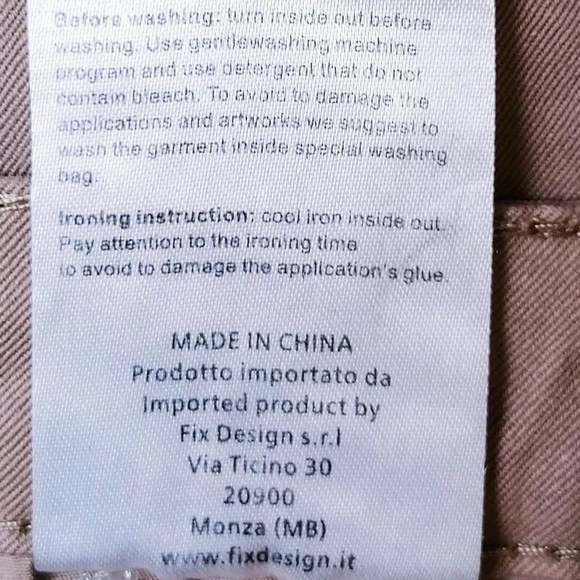 Before washing: turn inside out before
washing. Use gentlewashing machine
program and use detergent that do not
contain bleach. To avoid to damage the
applications and artworks we suggest to
wash the garment inside special washing
bag.
Ironing instruction: cool iron inside out.
Pay attention to the ironing time
to avoid to damage the application's glue.
MADE IN CHINA
Prodotto importato da
Imported product by
Fix Design s.r.l
Via Ticino 30
20900
Monza (MB)
www.fixdesign.it